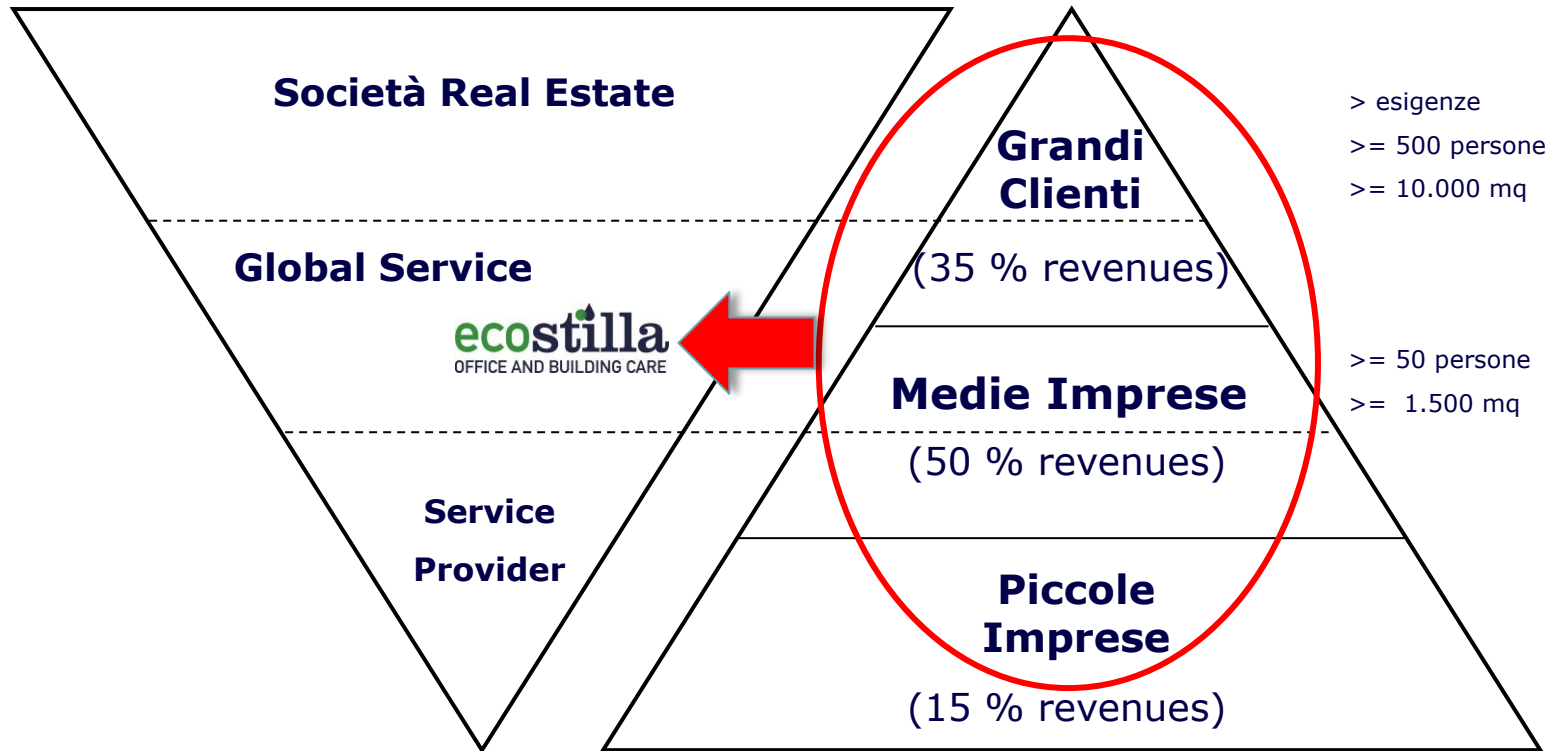 Società Real Estate
Global Service
ecostilla
OFFICE AND BUILDING CARE
Service
Provider
Grandi
Clienti
(35 % revenues)
Medie Imprese
(50 % revenues)
Piccole
Imprese
(15 % revenues)
> esigenze
>= 500 persone
>= 10.000 mq
>= 50 persone
>= 1.500 mq